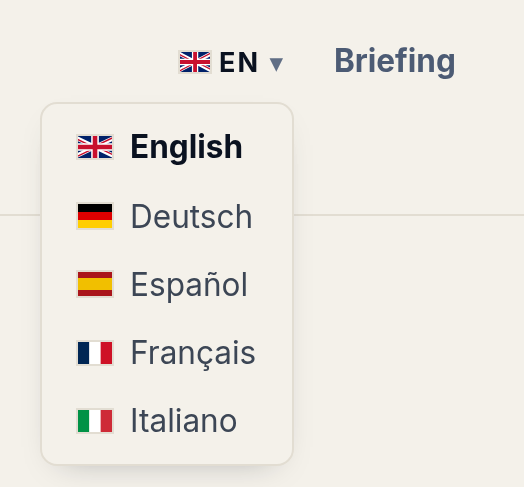 EN ▼ Briefing
English
Deutsch
Español
Français
Italiano